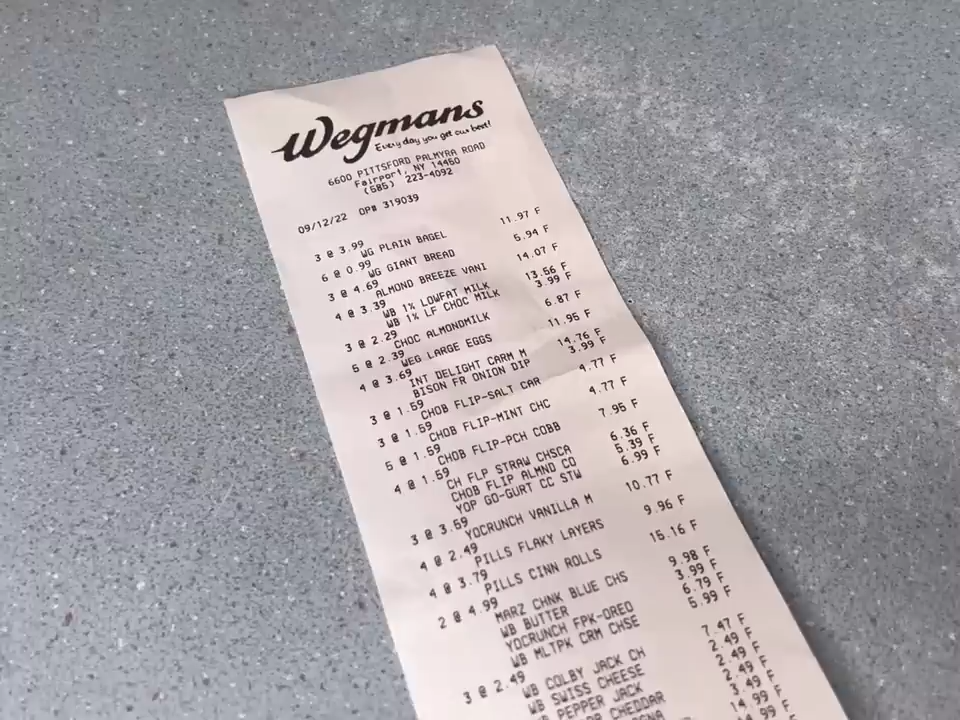 Wegmans
Every day you get our best!
6600 PITTSFORD PALMYRA ROAD
Fairport, NY 14450
(585) 223-4092
09/12/22 OP# 319039
3 @ 3.99
WG PLAIN BAGEL 11.97 F
6 @ 0.99
WG GIANT BREAD 5.94 F
3 @ 4.69
ALMOND BREEZE VANI 14.07 F
4 @ 3.39
WB 1% LOWFAT MILK 13.56 F
WB 1% LF CHOC MILK 3.99 F
3 @ 2.29
CHOC ALMONDMILK 6.87 F
5 @ 2.39
WEG LARGE EGGS 11.95 F
4 @ 3.69
INT DELIGHT CARM M 14.76 F
BISON FR ONION DIP 3.99 F
3 @ 1.59
CHOB FLIP-SALT CAR 4.77 F
3 @ 1.59
CHOB FLIP-MINT CHC 4.77 F
5 @ 1.59
CHOB FLIP-PCH COBB 7.95 F
4 @ 1.59
CH FLP STRAW CHSCA 6.36 F
CHOB FLIP ALMND CO 5.39 F
YOP GO-GURT CC STW 6.99 F
3 @ 3.59
YOCRUNCH VANILLA M 10.77 F
4 @ 2.49
PILLS FLAKY LAYERS 9.96 F
4 @ 3.79
PILLS CINN ROLLS 15.16 F
2 @ 4.99
MARZ CHNK BLUE CHS 9.98 F
WB BUTTER 3.99 F
YOCRUNCH FPK-OREO 6.79 F
WB MLTPK CRM CHSE 5.99 F
3 @ 2.49
WB COLBY JACK CH 7.47 F
WB SWISS CHEESE 2.49 F
PEPPER JACK 2.49 F
CHEDDAR 2.49 F
3.49 F
14.99 F